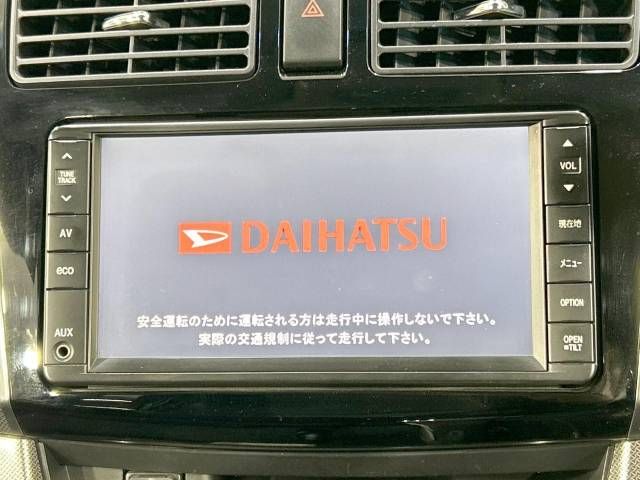 TUNE
TRACK
AV
eco
AUX
DAIHATSU
安全運転のために運転される方は走行中に操作しないで下さい。
実際の交通規制に従って走行して下さい。
VOL
現在地
メニュー
OPTION
OPEN
TILT